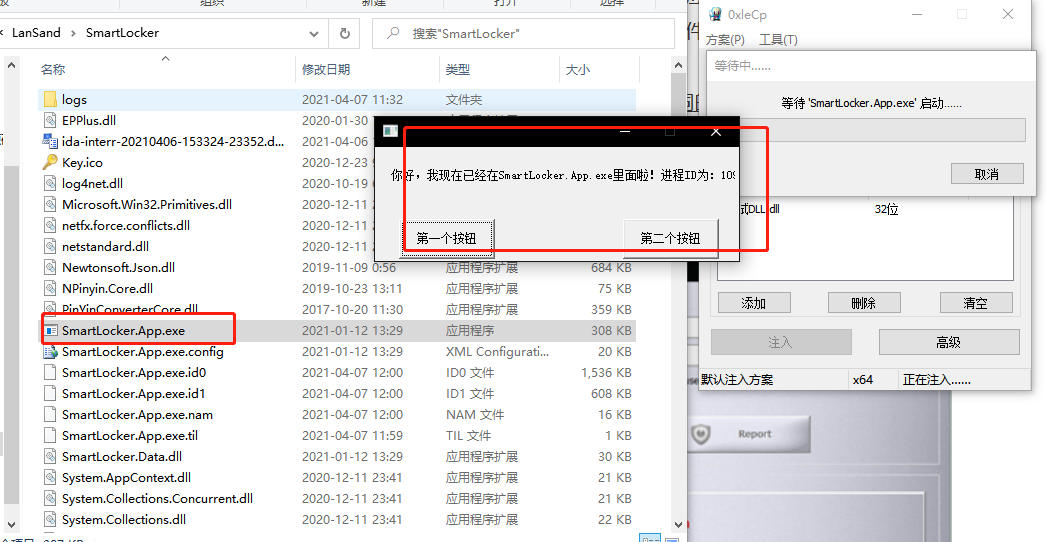 组织
新建
打开
选择
LanSand › SmartLocker
搜索"SmartLocker"
名称 修改日期 类型 大小
logs 2021-04-07 11:32 文件夹
EPPlus.dll 2020-01-30
ida-interr-20210406-153324-23352.d... 2021-04-06
Key.ico 2020-12-23
log4net.dll 2020-10-19
Microsoft.Win32.Primitives.dll 2020-12-11
netfx.force.conflicts.dll 2020-12-11
netstandard.dll 2020-12-11
Newtonsoft.Json.dll 2019-11-09 0:56 应用程序扩展 684 KB
NPinyin.Core.dll 2019-10-23 13:11 应用程序扩展 75 KB
PinYinConverterCore.dll 2017-10-20 11:30 应用程序扩展 359 KB
SmartLocker.App.exe 2021-01-12 13:29 应用程序 308 KB
SmartLocker.App.exe.config 2021-01-12 13:29 XML Configurati... 20 KB
SmartLocker.App.exe.id0 2021-04-07 12:00 ID0 文件 1,536 KB
SmartLocker.App.exe.id1 2021-04-07 12:00 ID1 文件 608 KB
SmartLocker.App.exe.nam 2021-04-07 12:00 NAM 文件 16 KB
SmartLocker.App.exe.til 2021-04-07 11:59 TIL 文件 1 KB
SmartLocker.Data.dll 2021-01-12 13:29 应用程序扩展 30 KB
System.AppContext.dll 2020-12-11 23:41 应用程序扩展 21 KB
System.Collections.Concurrent.dll 2020-12-11 23:41 应用程序扩展 21 KB
System.Collections.dll 2020-12-11 23:41 应用程序扩展 22 KB
你好，我现在已经在SmartLocker.App.exe里面啦！进程ID为: 109
第一个按钮 第二个按钮
0xleCp
方案(P) 工具(T)
等待中......
等待 'SmartLocker.App.exe' 启动......
取消
试DLL.dll 32位
添加 删除 清空
注入 高级
默认注入方案 x64 正在注入......
Report